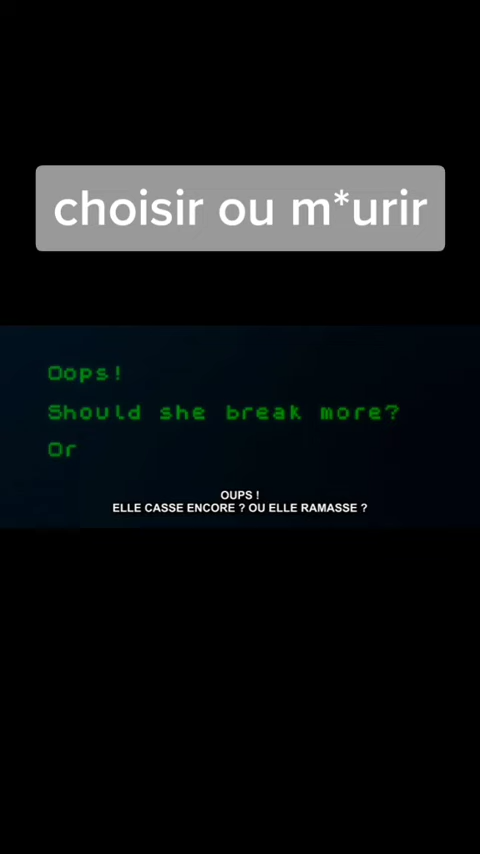 choisir ou m*urir
Oops!
Should she break more?
Or
OUPS !
ELLE CASSE ENCORE ? OU ELLE RAMASSE ?